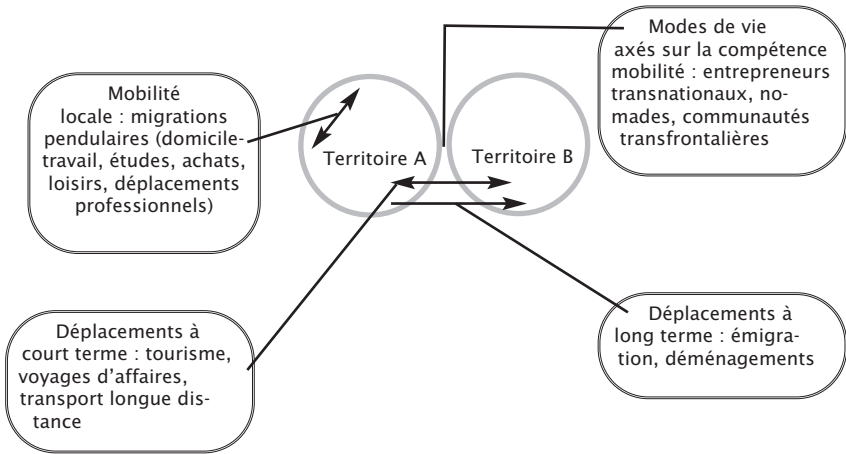 Mobilité
locale : migrations
pendulaires (domicile-
travail, études, achats,
loisirs, déplacements
professionnels)
Territoire A
Territoire B
Modes de vie
axés sur la compétence
mobilité : entrepreneurs
transnationaux, no-
mades, communautés
transfrontalières
Déplacements à
court terme : tourisme,
voyages d’affaires,
transport longue dis-
tance
Déplacements à
long terme : émigra-
tion, déménagements